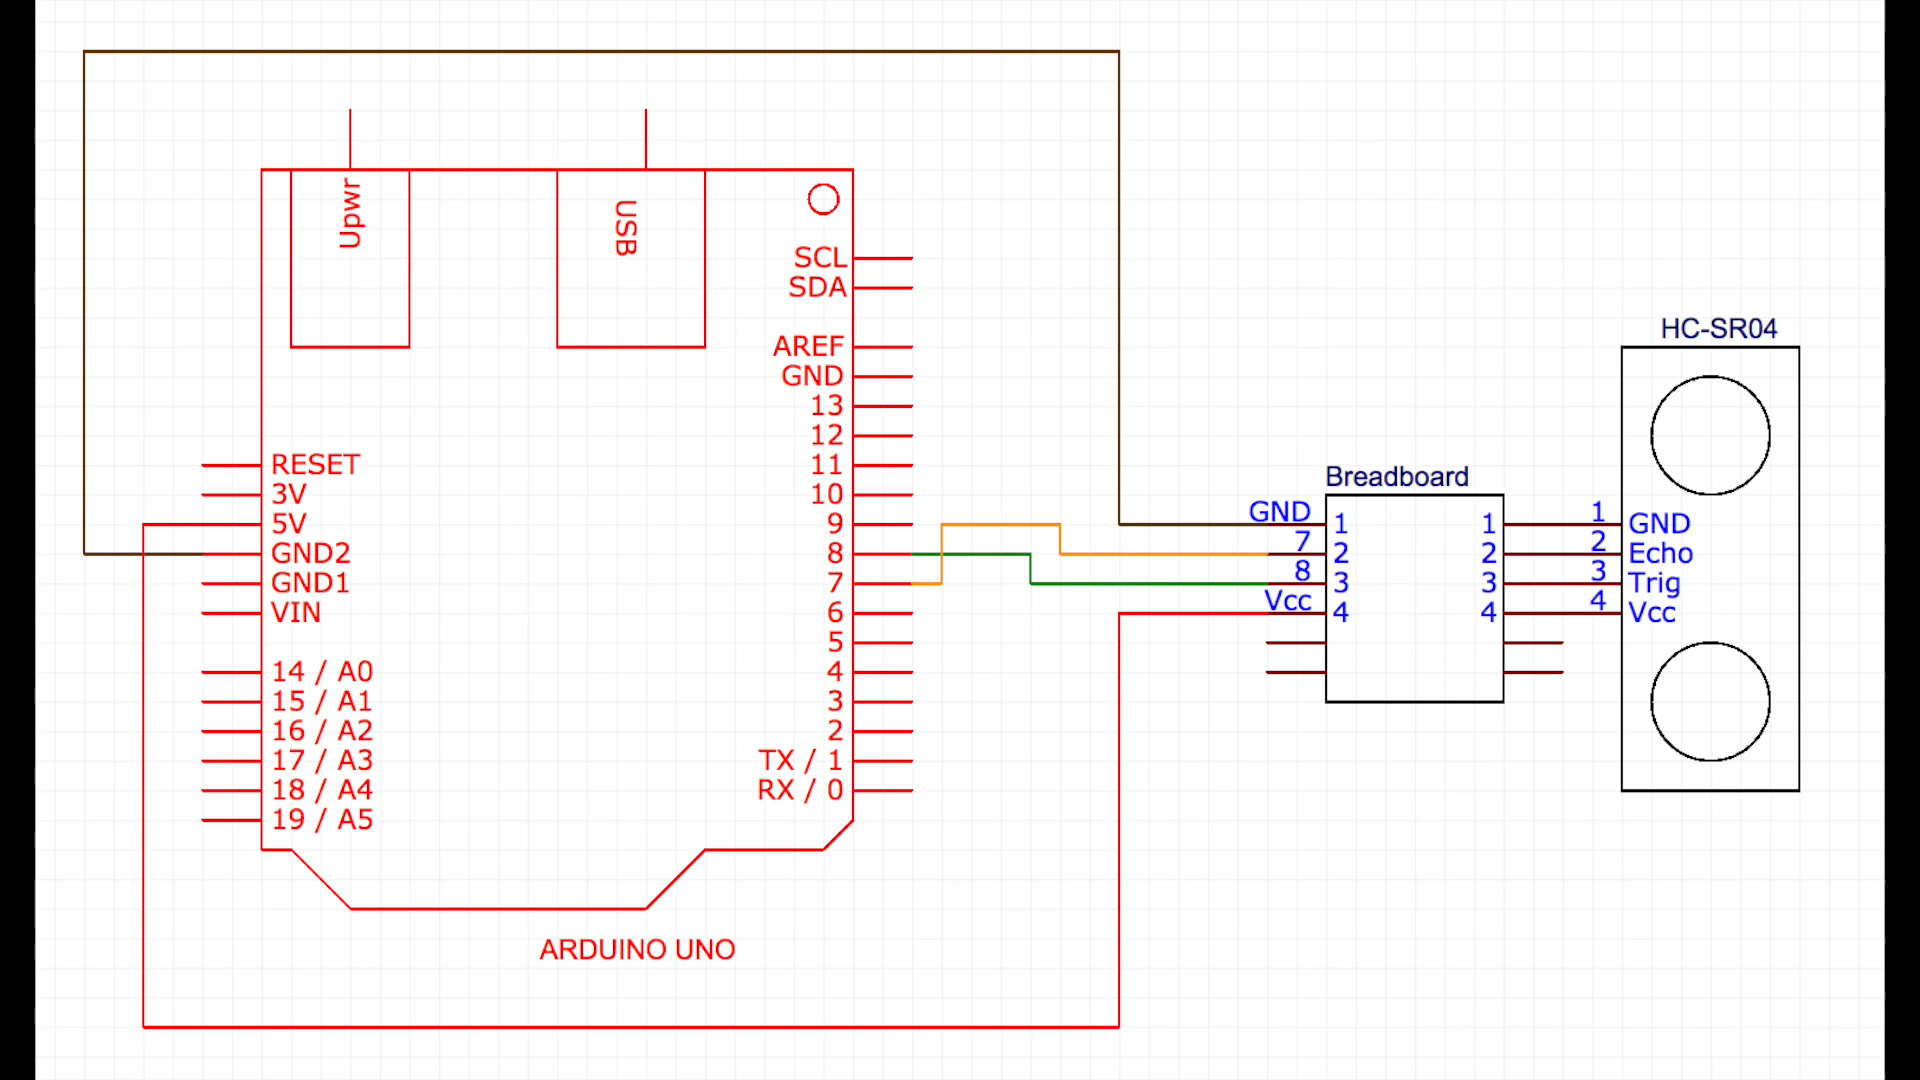 Upwr
USB
SCL
SDA
AREF
GND
13
12
11
10
9
8
7
6
5
4
3
2
TX / 1
RX / 0
RESET
3V
5V
GND2
GND1
VIN
14 / A0
15 / A1
16 / A2
17 / A3
18 / A4
19 / A5
ARDUINO UNO
Breadboard
GND 1 1
7 2 2
8 3 3
Vcc 4 4
HC-SR04
1 GND
2 Echo
3 Trig
4 Vcc